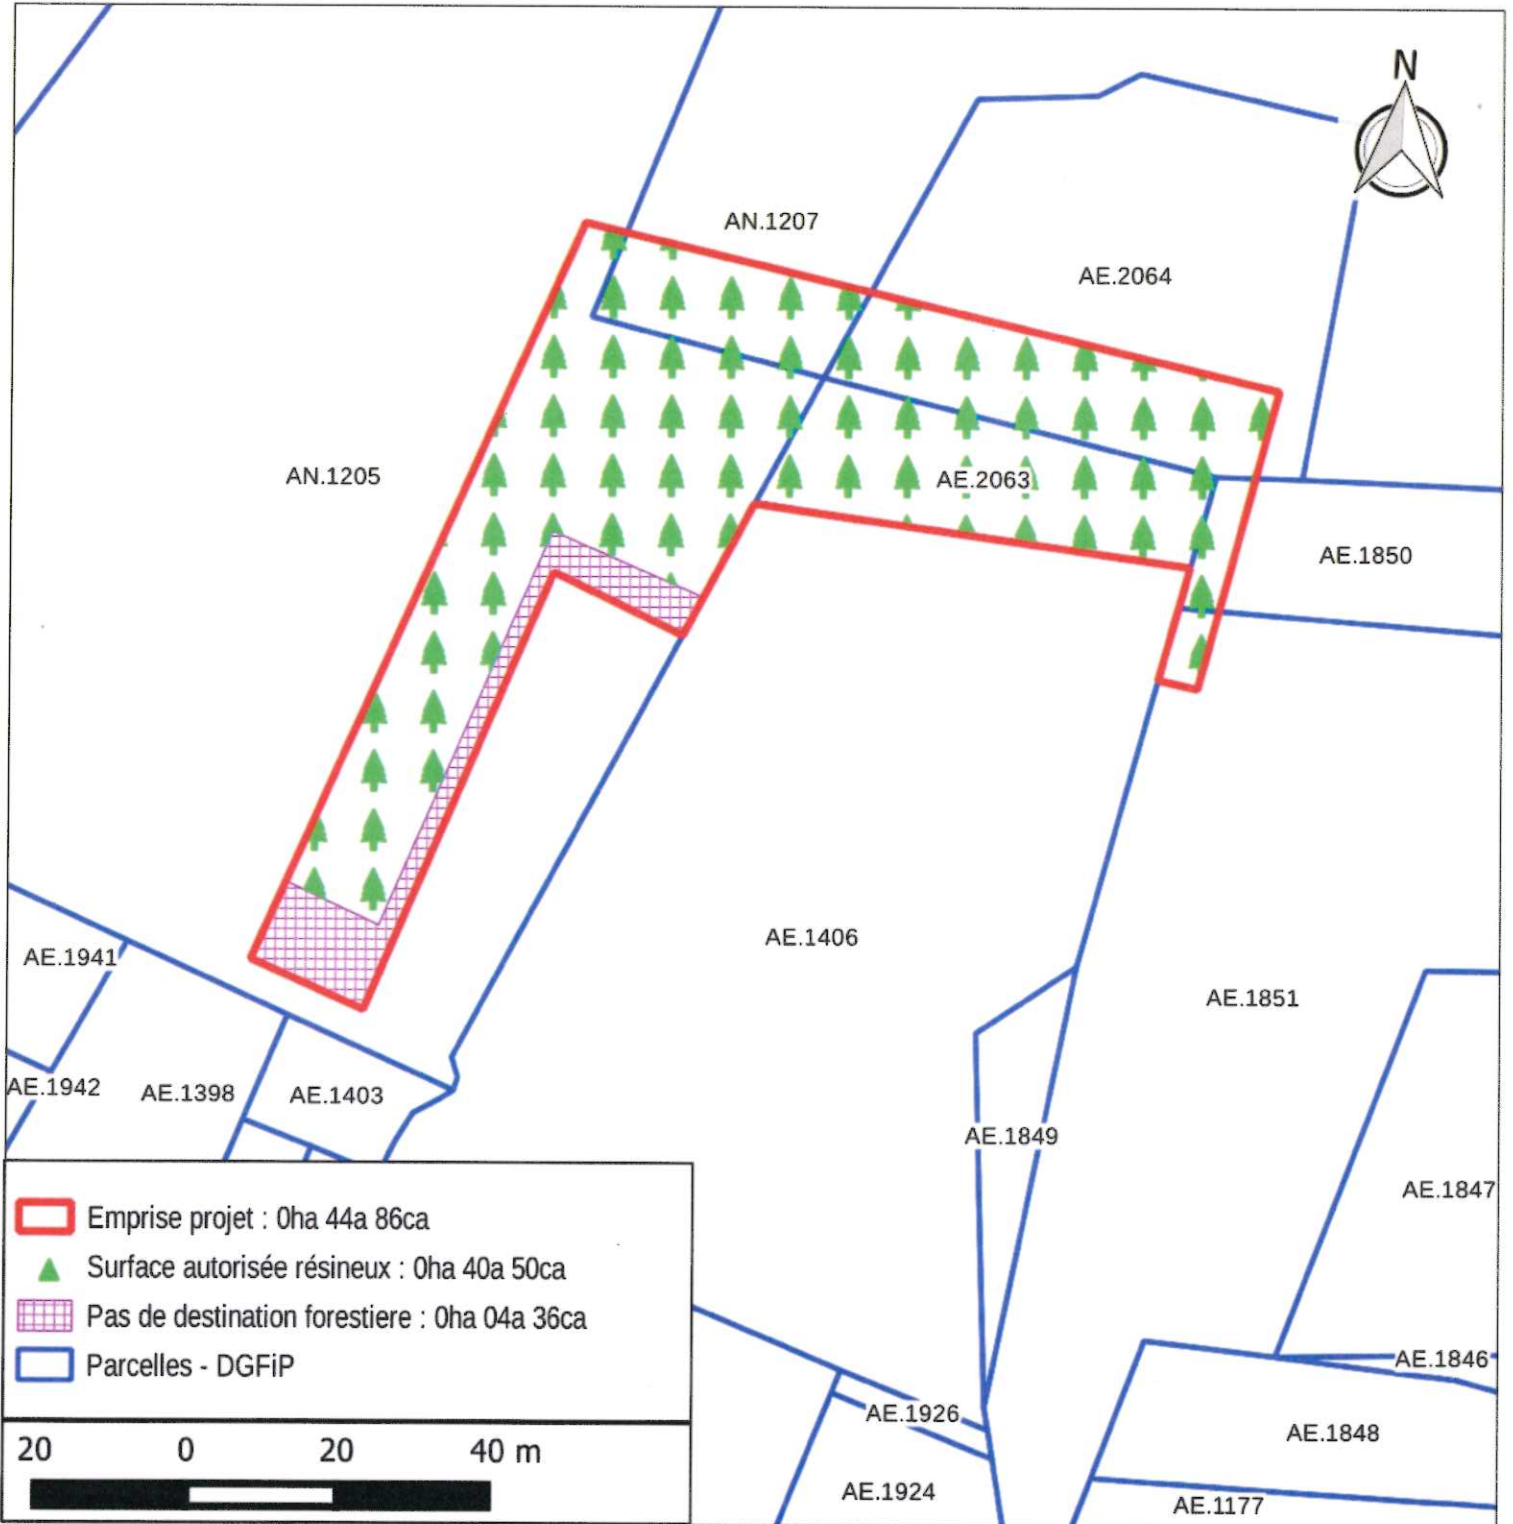 N
AN.1207
AE.2064
AN.1205
AE.2063
AE.1850
AE.1406
AE.1941
AE.1851
AE.1942
AE.1398
AE.1403
AE.1849
AE.1847
Emprise projet : 0ha 44a 86ca
Surface autorisée résineux : 0ha 40a 50ca
Pas de destination forestiere : 0ha 04a 36ca
Parcelles - DGFiP
AE.1846
AE.1926
AE.1848
20 0 20 40 m
AE.1924
AE.1177